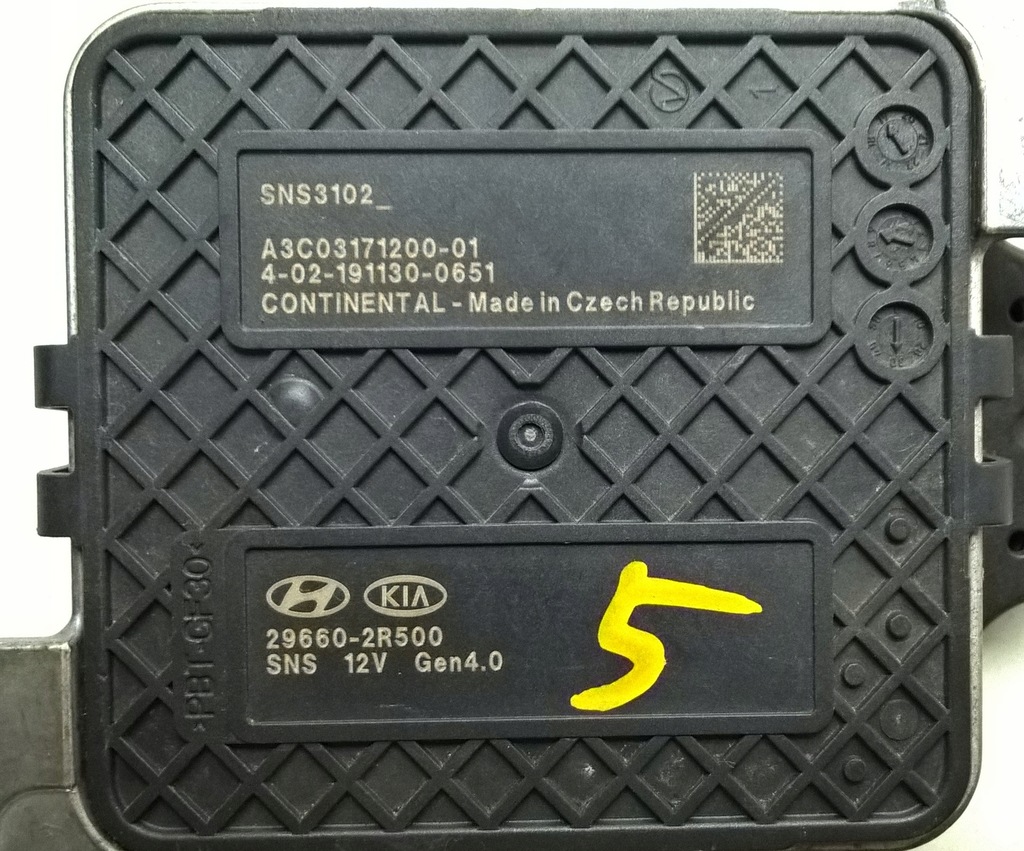 SNS3102_
A3C03171200-01
4-02-191130-0651
CONTINENTAL - Made in Czech Republic
>PBT-GF30<
KIA
29660-2R500
SNS 12V Gen4.0
5
1